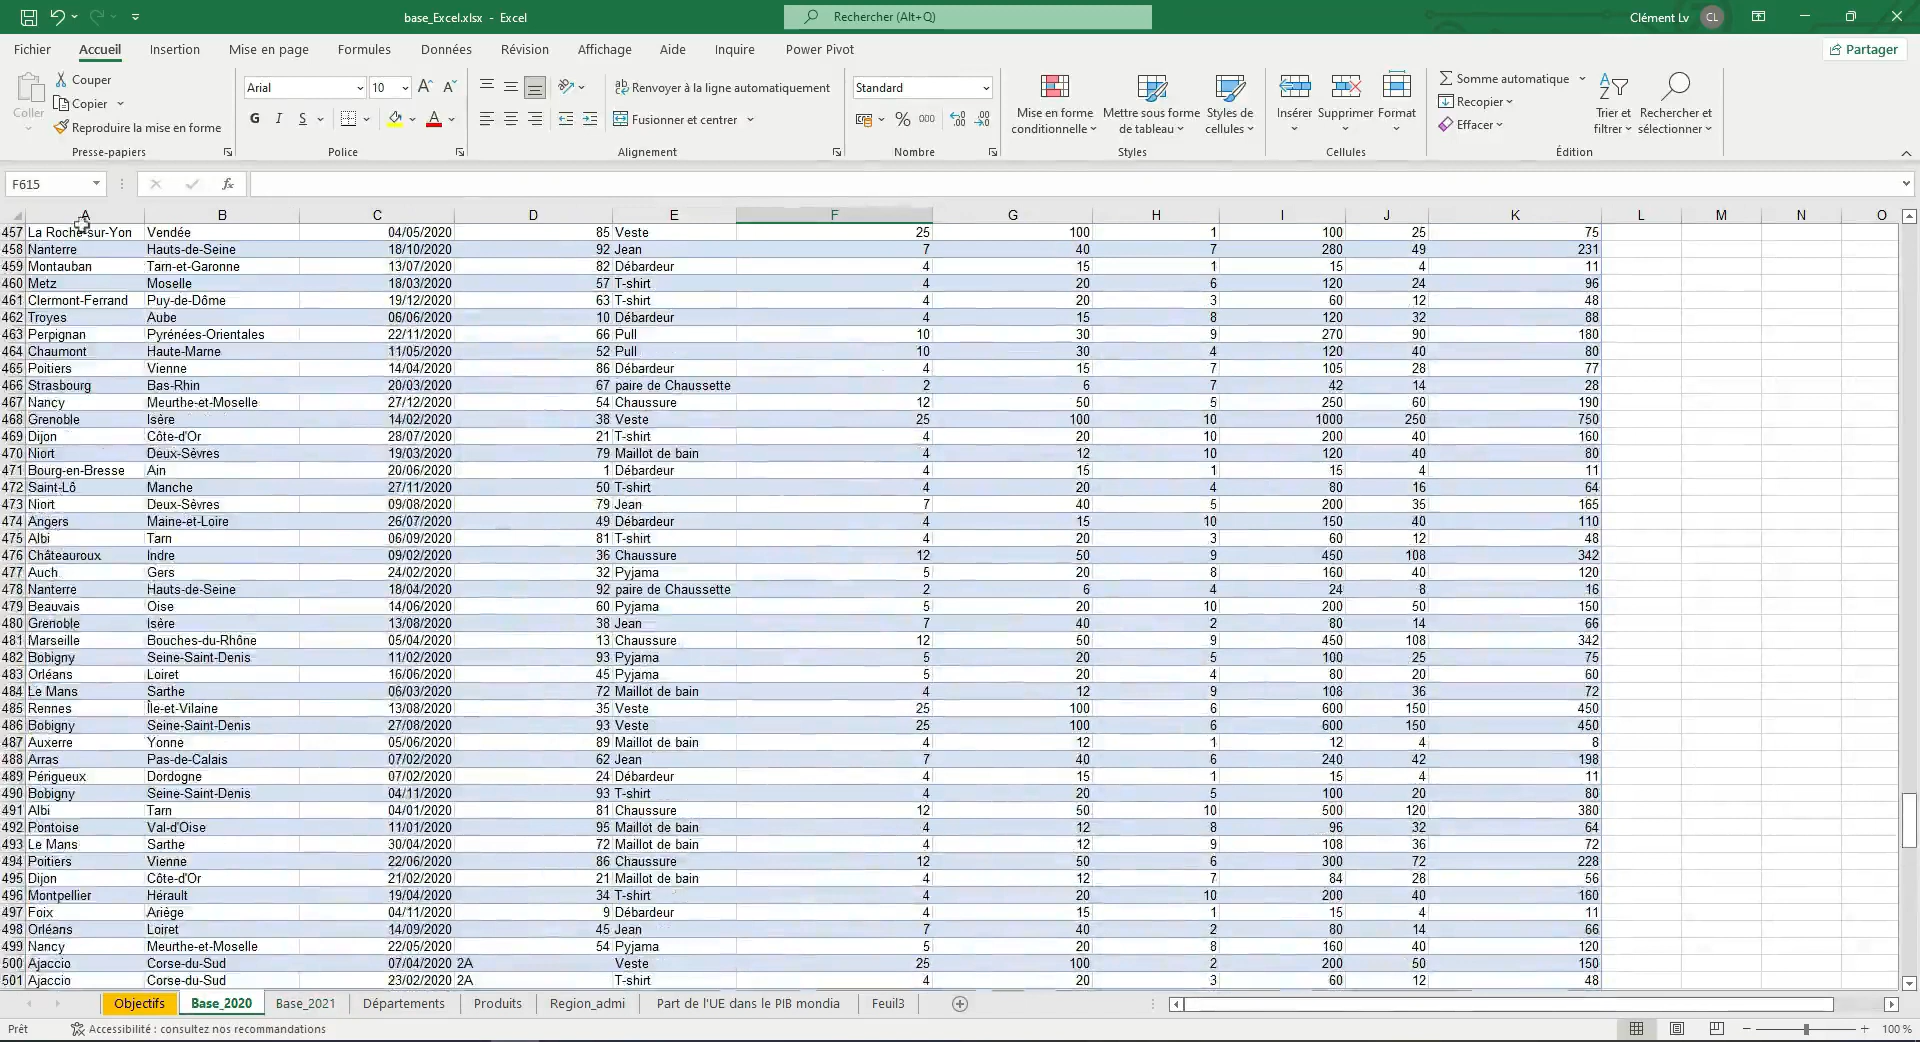 base_Excel.xlsx - Excel
Rechercher (Alt+Q)
Clément Lv CL
Fichier Accueil Insertion Mise en page Formules Données Révision Affichage Aide Inquire Power Pivot Partager
Coller
Couper
Copier
Reproduire la mise en forme
Presse-papiers
Arial 10
G I S
Police
Renvoyer à la ligne automatiquement
Fusionner et centrer
Alignement
Standard
% 000
Nombre
Mise en forme conditionnelle
Mettre sous forme de tableau
Styles de cellules
Styles
Insérer Supprimer Format
Cellules
Somme automatique
Recopier
Effacer
Trier et filtrer
Rechercher et sélectionner
Édition
F615 fx
A B C D E F G H I J K L M N O
457 La Roche-sur-Yon Vendée 04/05/2020 85 Veste 25 100 1 100 25 75
458 Nanterre Hauts-de-Seine 18/10/2020 92 Jean 7 40 7 280 49 231
459 Montauban Tarn-et-Garonne 13/07/2020 82 Débardeur 4 15 1 15 4 11
460 Metz Moselle 18/03/2020 57 T-shirt 4 20 6 120 24 96
461 Clermont-Ferrand Puy-de-Dôme 19/12/2020 63 T-shirt 4 20 3 60 12 48
462 Troyes Aube 06/06/2020 10 Débardeur 4 15 8 120 32 88
463 Perpignan Pyrénées-Orientales 22/11/2020 66 Pull 10 30 9 270 90 180
464 Chaumont Haute-Marne 11/05/2020 52 Pull 10 30 4 120 40 80
465 Poitiers Vienne 14/04/2020 86 Débardeur 4 15 7 105 28 77
466 Strasbourg Bas-Rhin 20/03/2020 67 paire de Chaussette 2 6 7 42 14 28
467 Nancy Meurthe-et-Moselle 27/12/2020 54 Chaussure 12 50 5 250 60 190
468 Grenoble Isère 14/02/2020 38 Veste 25 100 10 1000 250 750
469 Dijon Côte-d'Or 28/07/2020 21 T-shirt 4 20 10 200 40 160
470 Niort Deux-Sèvres 19/03/2020 79 Maillot de bain 4 12 10 120 40 80
471 Bourg-en-Bresse Ain 20/06/2020 1 Débardeur 4 15 1 15 4 11
472 Saint-Lô Manche 27/11/2020 50 T-shirt 4 20 4 80 16 64
473 Niort Deux-Sèvres 09/08/2020 79 Jean 7 40 5 200 35 165
474 Angers Maine-et-Loire 26/07/2020 49 Débardeur 4 15 10 150 40 110
475 Albi Tarn 06/09/2020 81 T-shirt 4 20 3 60 12 48
476 Châteauroux Indre 09/02/2020 36 Chaussure 12 50 9 450 108 342
477 Auch Gers 24/02/2020 32 Pyjama 5 20 8 160 40 120
478 Nanterre Hauts-de-Seine 18/04/2020 92 paire de Chaussette 2 6 4 24 8 16
479 Beauvais Oise 14/06/2020 60 Pyjama 5 20 10 200 50 150
480 Grenoble Isère 13/08/2020 38 Jean 7 40 2 80 14 66
481 Marseille Bouches-du-Rhône 05/04/2020 13 Chaussure 12 50 9 450 108 342
482 Bobigny Seine-Saint-Denis 11/02/2020 93 Pyjama 5 20 5 100 25 75
483 Orléans Loiret 16/06/2020 45 Pyjama 5 20 4 80 20 60
484 Le Mans Sarthe 06/03/2020 72 Maillot de bain 4 12 9 108 36 72
485 Rennes Île-et-Vilaine 13/08/2020 35 Veste 25 100 6 600 150 450
486 Bobigny Seine-Saint-Denis 27/08/2020 93 Veste 25 100 6 600 150 450
487 Auxerre Yonne 05/06/2020 89 Maillot de bain 4 12 1 12 4 8
488 Arras Pas-de-Calais 07/02/2020 62 Jean 7 40 6 240 42 198
489 Périgueux Dordogne 07/02/2020 24 Débardeur 4 15 1 15 4 11
490 Bobigny Seine-Saint-Denis 04/11/2020 93 T-shirt 4 20 5 100 20 80
491 Albi Tarn 04/01/2020 81 Chaussure 12 50 10 500 120 380
492 Pontoise Val-d'Oise 11/01/2020 95 Maillot de bain 4 12 8 96 32 64
493 Le Mans Sarthe 30/04/2020 72 Maillot de bain 4 12 9 108 36 72
494 Poitiers Vienne 22/06/2020 86 Chaussure 12 50 6 300 72 228
495 Dijon Côte-d'Or 21/02/2020 21 Maillot de bain 4 12 7 84 28 56
496 Montpellier Hérault 19/04/2020 34 T-shirt 4 20 10 200 40 160
497 Foix Ariège 04/11/2020 9 Débardeur 4 15 1 15 4 11
498 Orléans Loiret 14/09/2020 45 Jean 7 40 2 80 14 66
499 Nancy Meurthe-et-Moselle 22/05/2020 54 Pyjama 5 20 8 160 40 120
500 Ajaccio Corse-du-Sud 07/04/2020 2A Veste 25 100 2 200 50 150
501 Ajaccio Corse-du-Sud 23/02/2020 2A T-shirt 4 20 3 60 12 48
Objectifs Base_2020 Base_2021 Départements Produits Region_admi Part de l'UE dans le PIB mondia Feuil3
Prêt Accessibilité : consultez nos recommandations 100 %